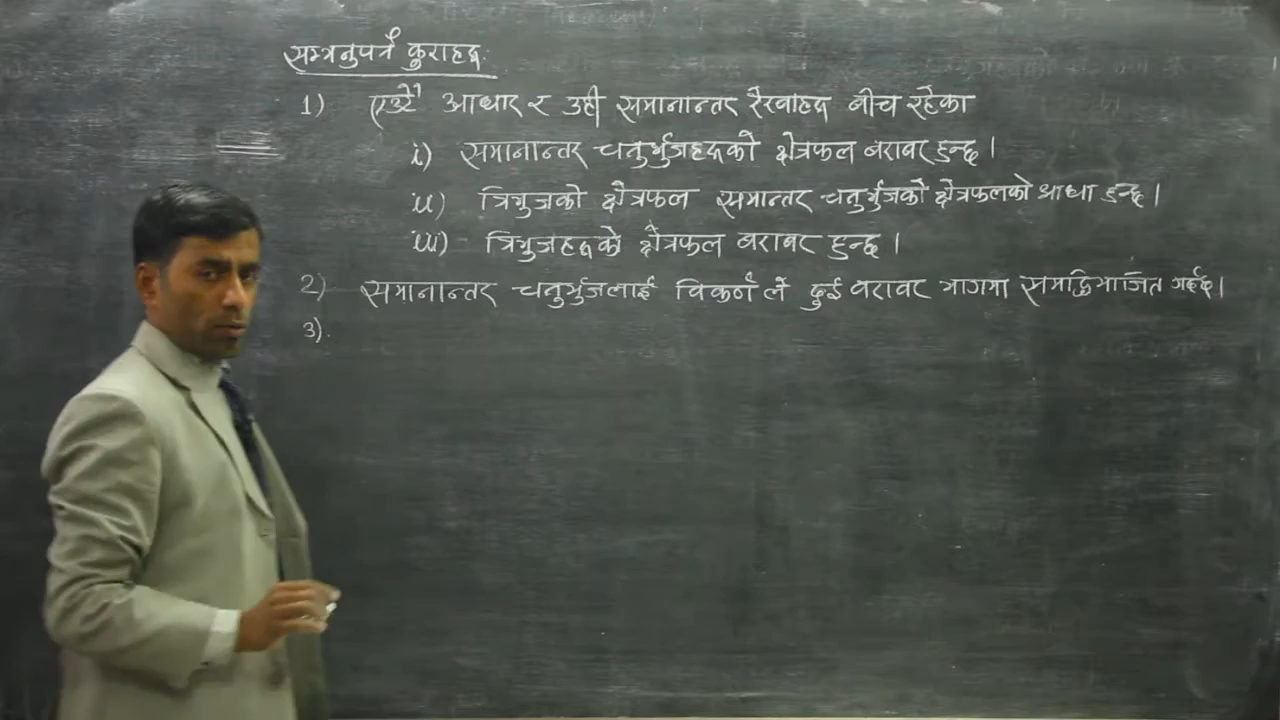 सम्झनुपर्ने कुराहरू:
1) एउटै आधार र उही समानान्तर रेखाहरू बीच रहेका
i) समानान्तर चतुर्भुजहरूको क्षेत्रफल बराबर हुन्छ।
ii) त्रिभुजको क्षेत्रफल समान्तर चतुर्भुजको क्षेत्रफलको आधा हुन्छ।
iii) त्रिभुजहरूको क्षेत्रफल बराबर हुन्छ।
2) समानान्तर चतुर्भुजलाई विकर्ण ले दुई बराबर भागमा समद्विभाजित गर्दछ।
3).